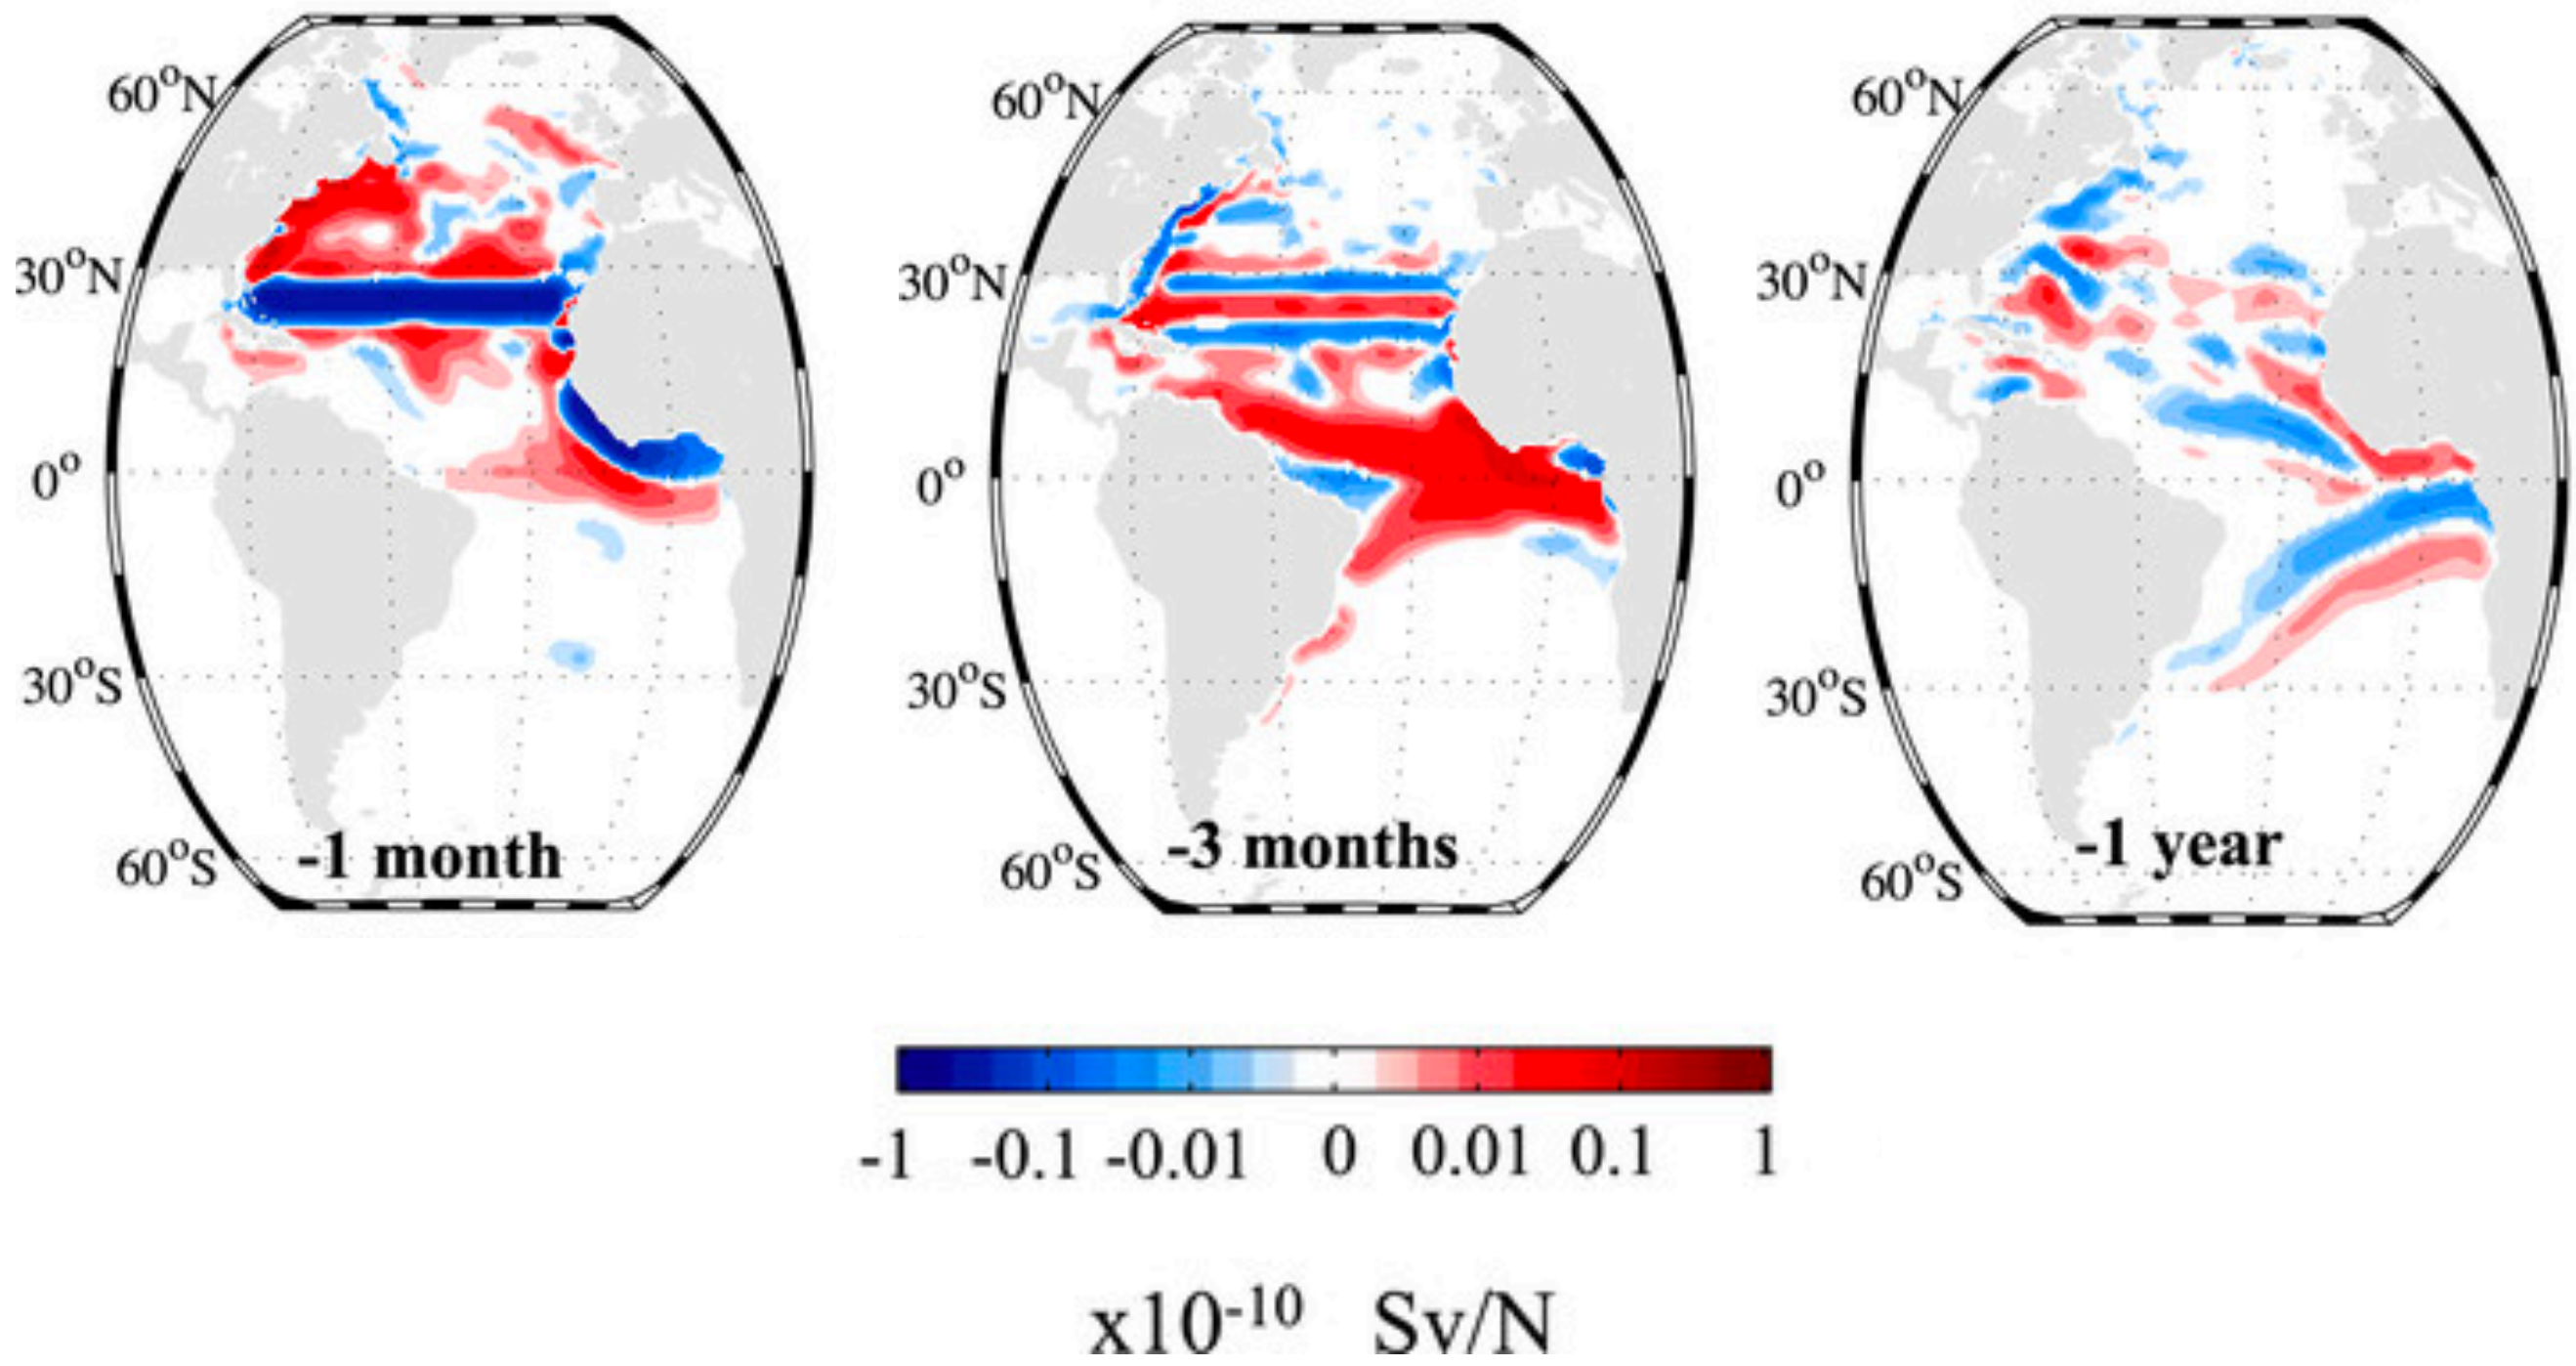 60°N 60°N 60°N
30°N 30°N 30°N
0° 0° 0°
30°S 30°S 30°S
60°S -1 month 60°S -3 months 60°S -1 year
-1 -0.1 -0.01 0 0.01 0.1 1
x10⁻¹⁰ Sv/N